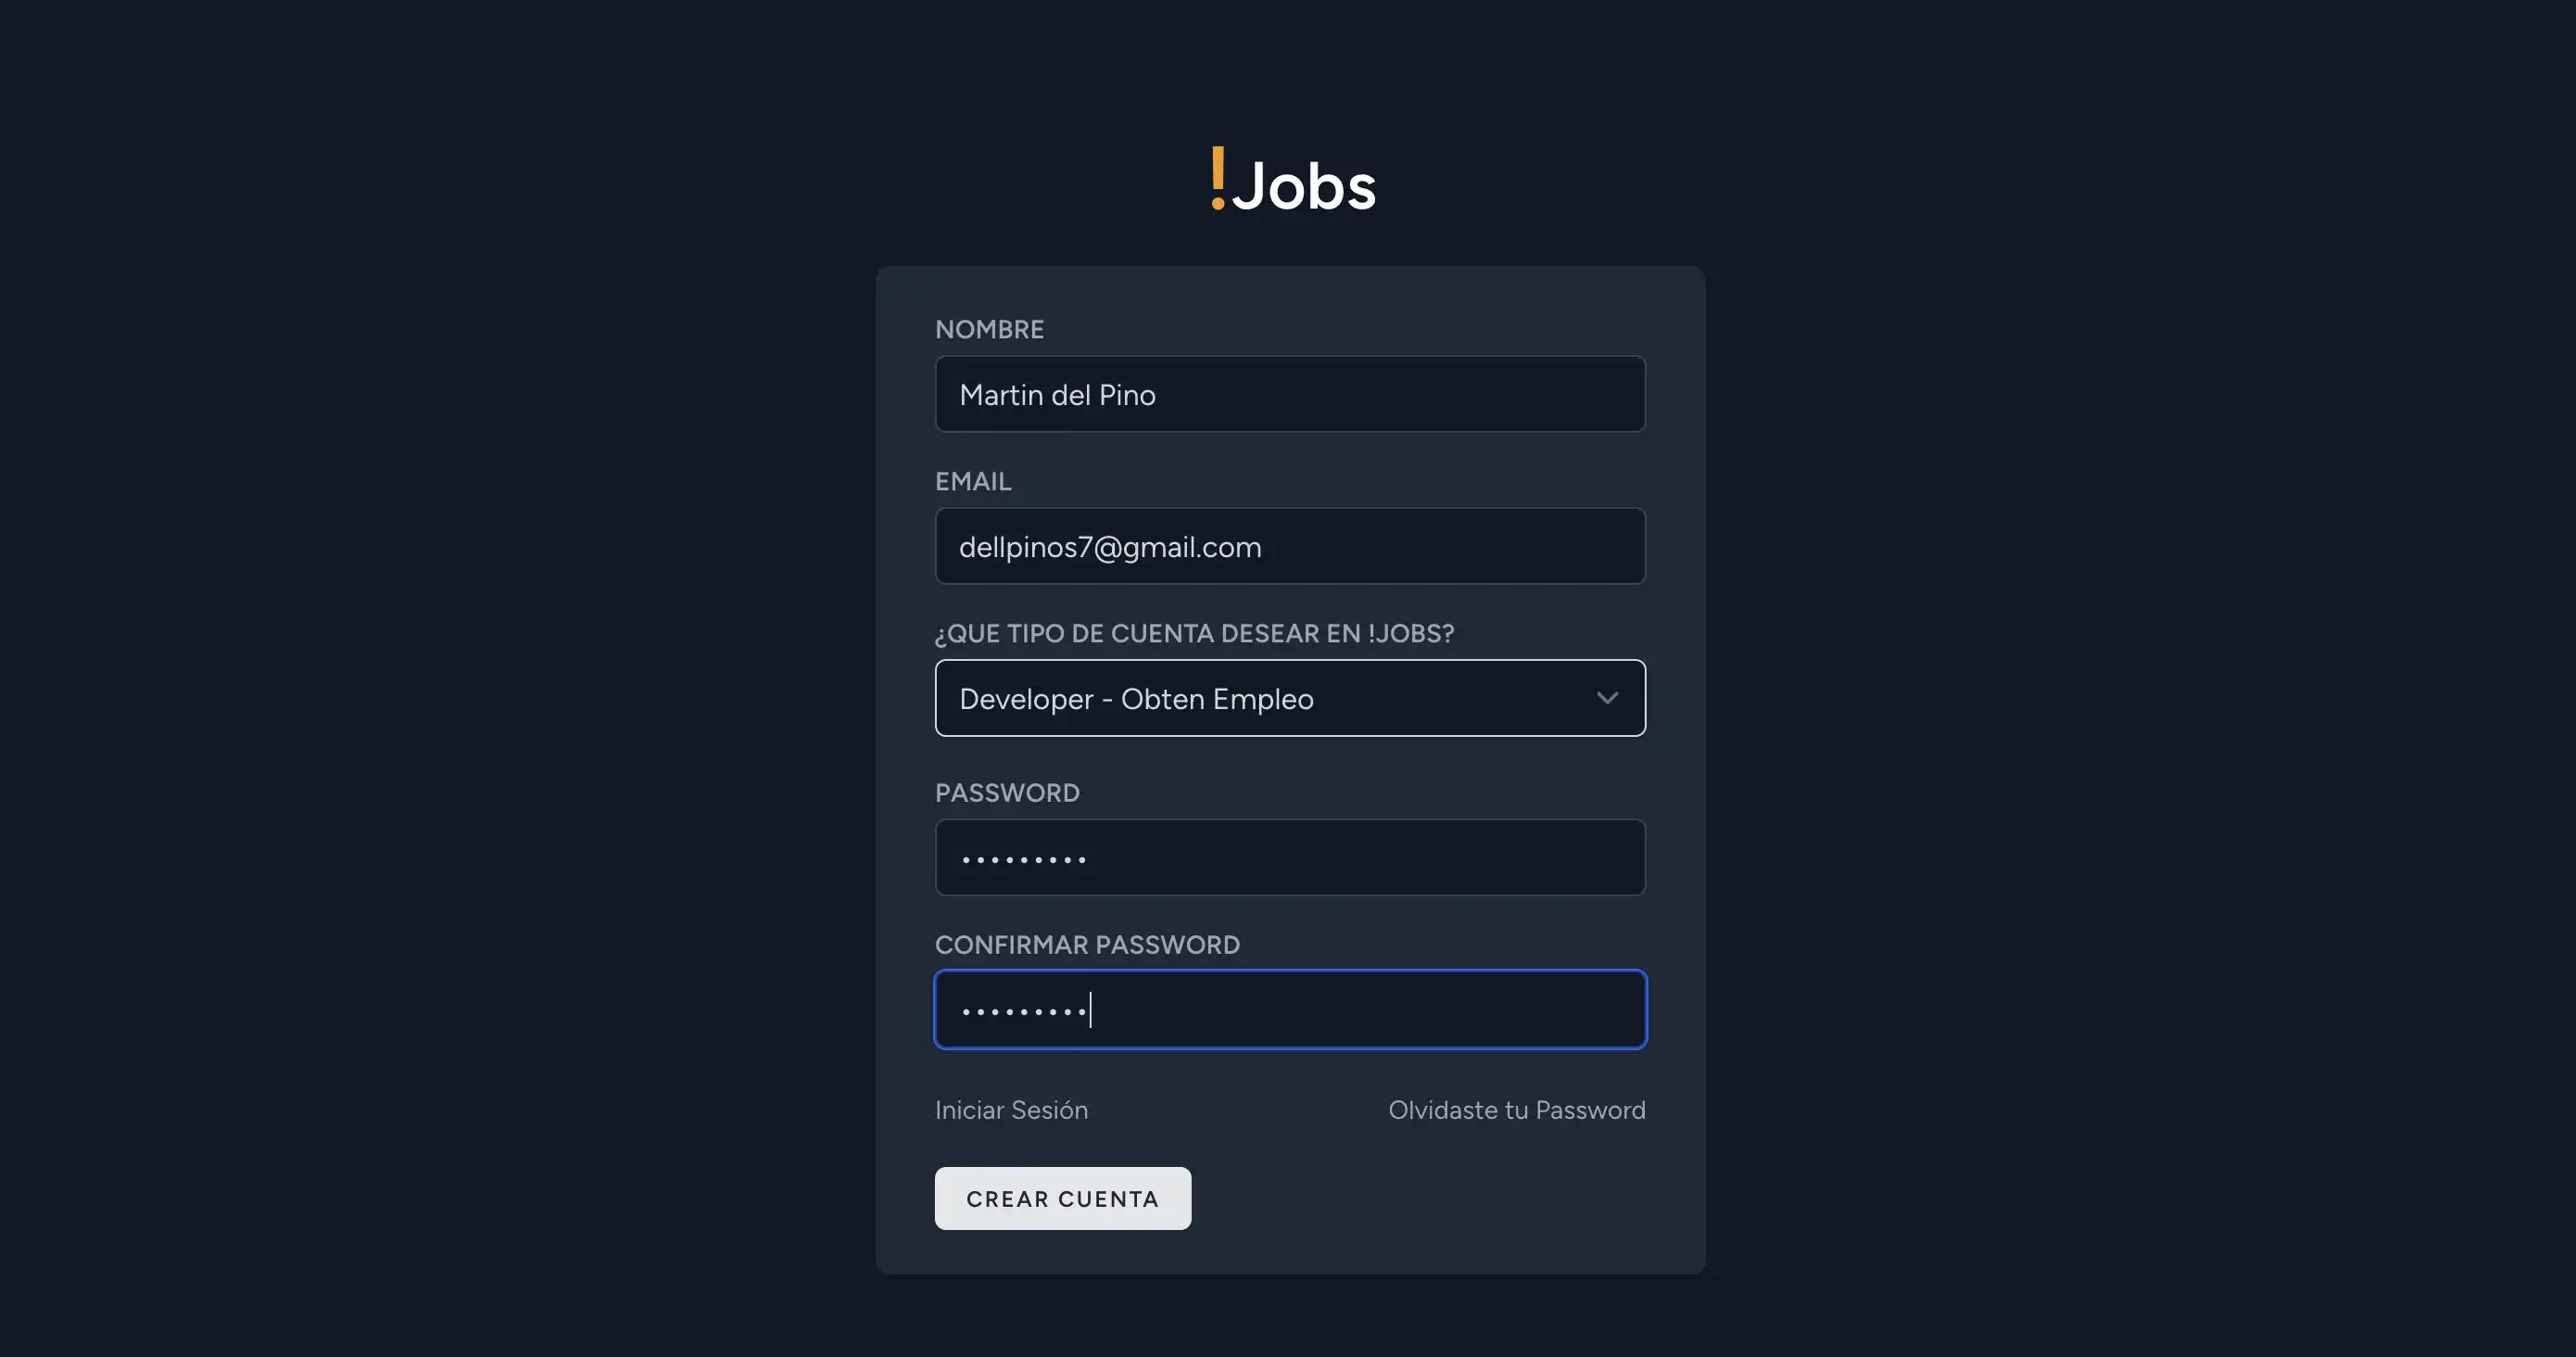 !Jobs
NOMBRE
Martin del Pino
EMAIL
dellpinos7@gmail.com
¿QUE TIPO DE CUENTA DESEAR EN !JOBS?
Developer - Obten Empleo
PASSWORD
•••••••••
CONFIRMAR PASSWORD
•••••••••
Iniciar Sesión Olvidaste tu Password
CREAR CUENTA